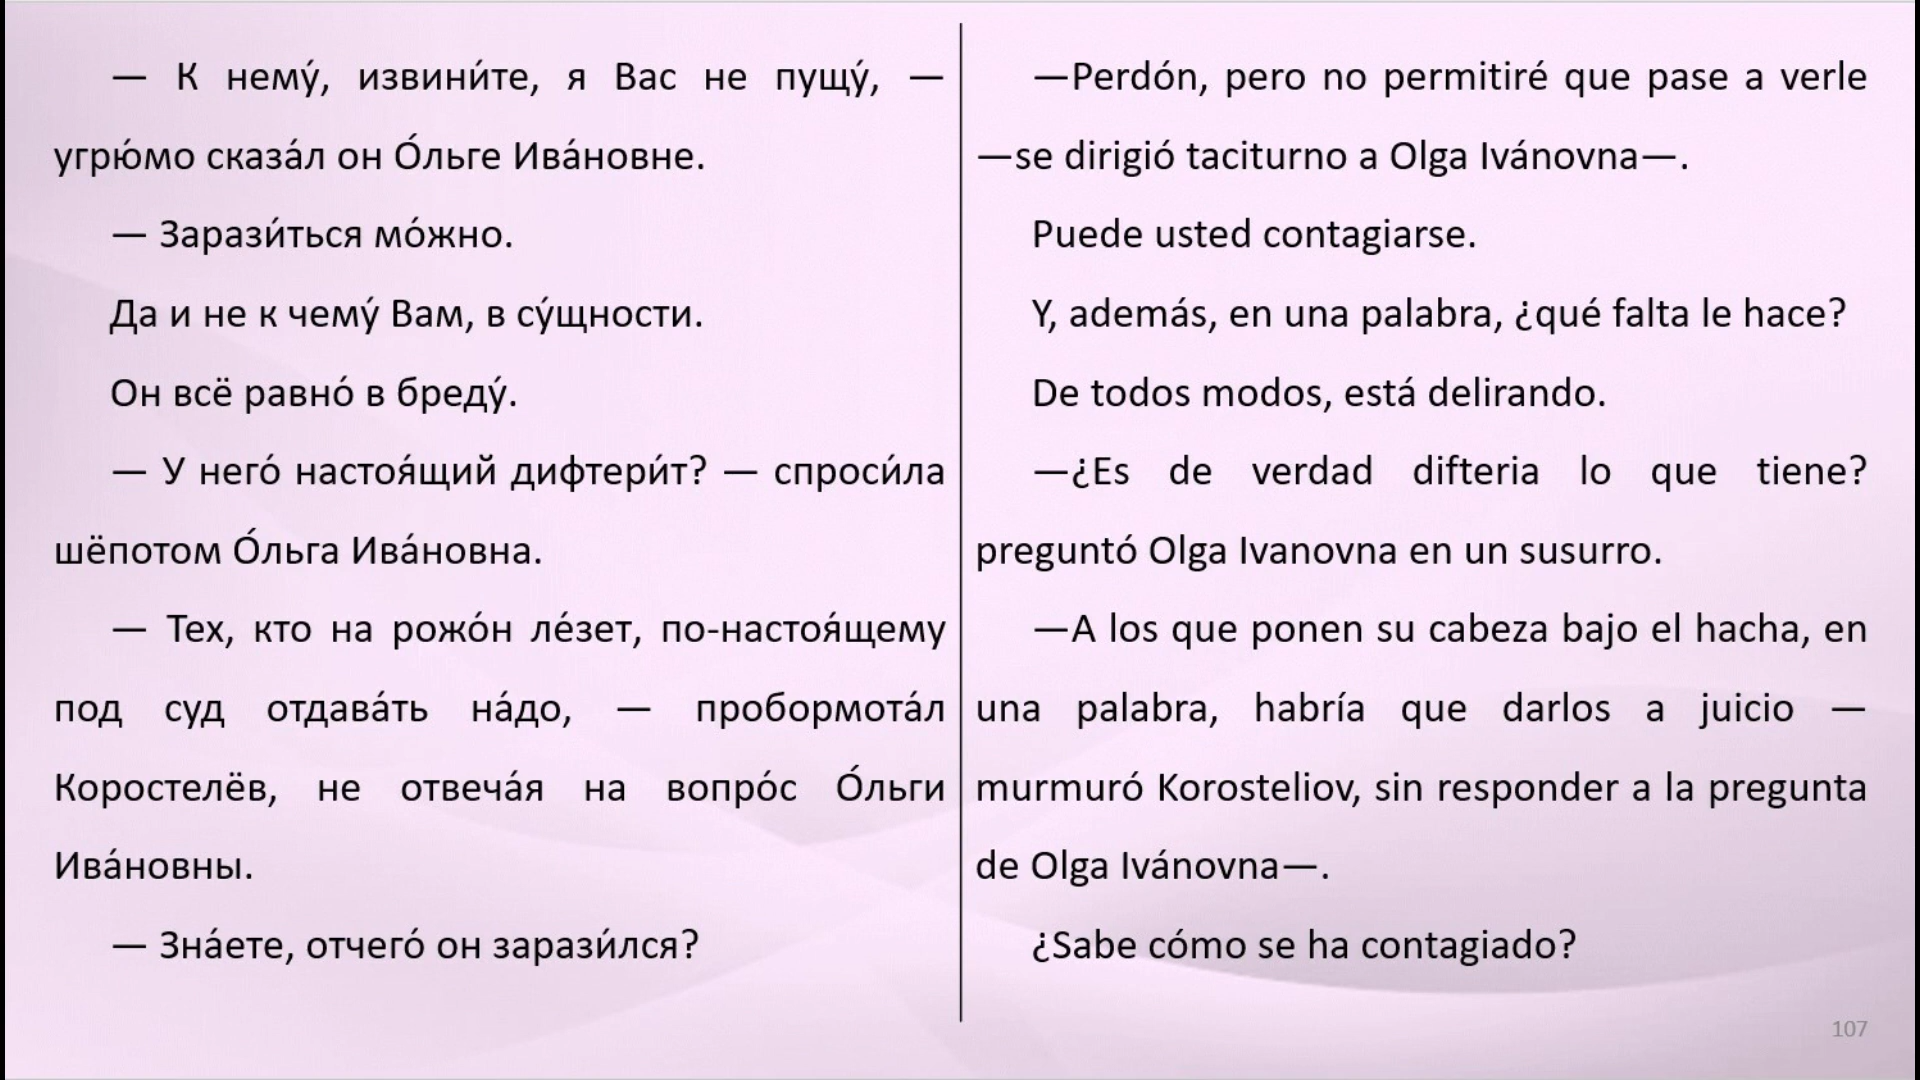 — К нему́, извини́те, я Вас не пущу́, —
угрю́мо сказа́л он О́льге Ива́новне.
— Зарази́ться мо́жно.
Да и не к чему́ Вам, в су́щности.
Он всё равно́ в бреду́.
— У него́ настоя́щий дифтери́т? — спроси́ла
шёпотом О́льга Ива́новна.
— Тех, кто на рожо́н ле́зет, по-настоя́щему
под суд отдава́ть на́до, — пробормота́л
Коростелёв, не отвеча́я на вопро́с О́льги
Ива́новны.
— Зна́ете, отчего́ он зарази́лся?
—Perdón, pero no permitiré que pase a verle
—se dirigió taciturno a Olga Ivánovna—.
Puede usted contagiarse.
Y, además, en una palabra, ¿qué falta le hace?
De todos modos, está delirando.
—¿Es de verdad difteria lo que tiene?
preguntó Olga Ivanovna en un susurro.
—A los que ponen su cabeza bajo el hacha, en
una palabra, habría que darlos a juicio —
murmuró Korosteliov, sin responder a la pregunta
de Olga Ivánovna—.
¿Sabe cómo se ha contagiado?
107